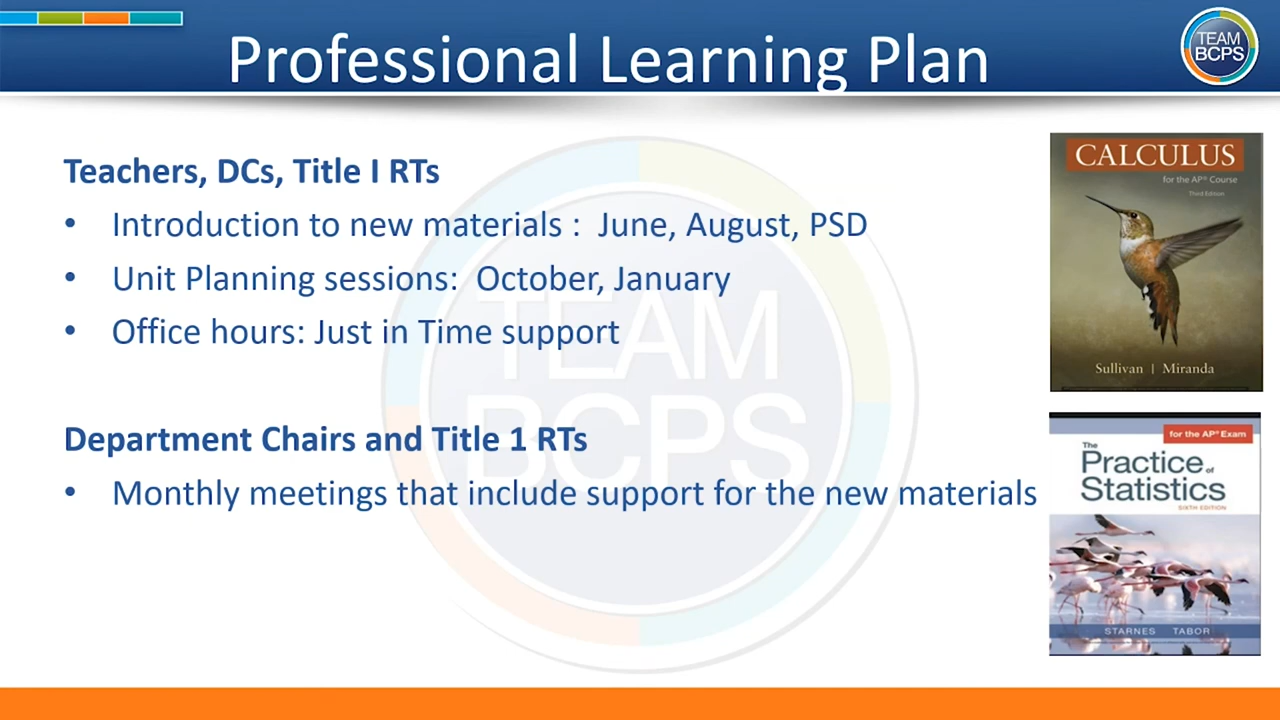 Professional Learning Plan
TEAM
BCPS
Teachers, DCs, Title I RTs
• Introduction to new materials : June, August, PSD
• Unit Planning sessions: October, January
• Office hours: Just in Time support
Department Chairs and Title 1 RTs
• Monthly meetings that include support for the new materials
TEAM
BCPS
CALCULUS
for the AP® Course
Third Edition
Sullivan | Miranda
for the AP® Exam
The
Practice of
Statistics
SIXTH EDITION
STARNES TABOR